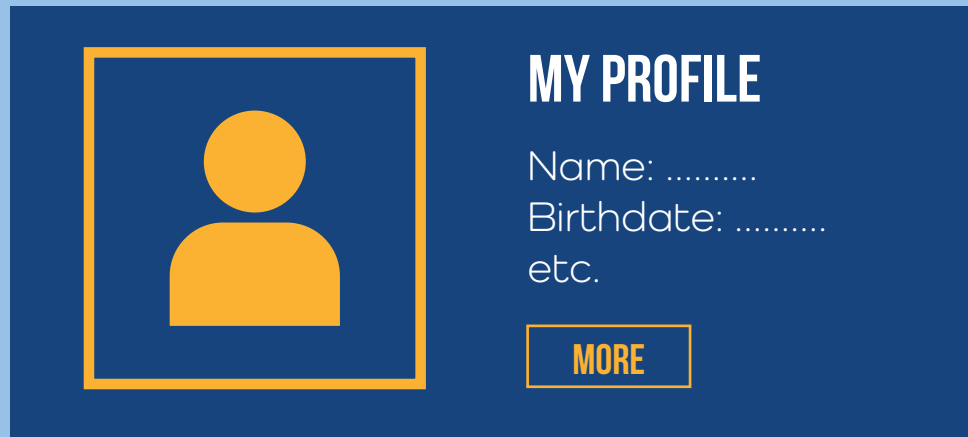 MY PROFILE
Name: ..........
Birthdate: ..........
etc.
MORE